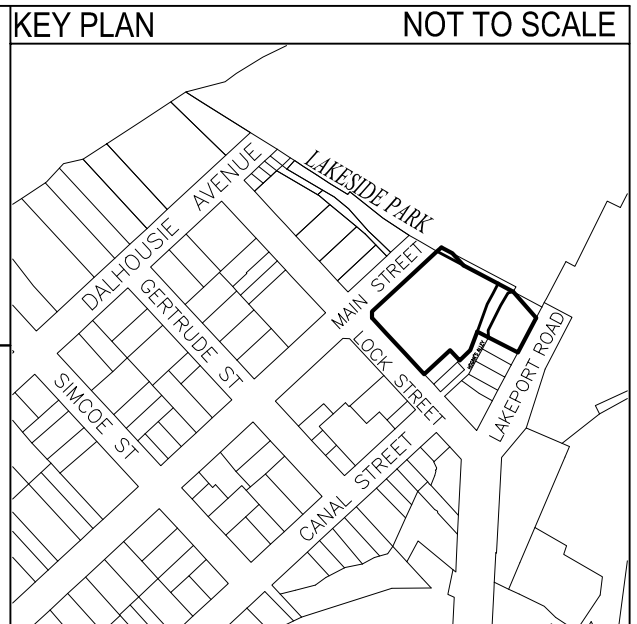 KEY PLAN
NOT TO SCALE
LAKESIDE PARK
DALHOUSIE AVENUE
MAIN STREET
GERTRUDE ST
LOCK STREET
LAKEPORT ROAD
SIMCOE ST
CANAL STREET